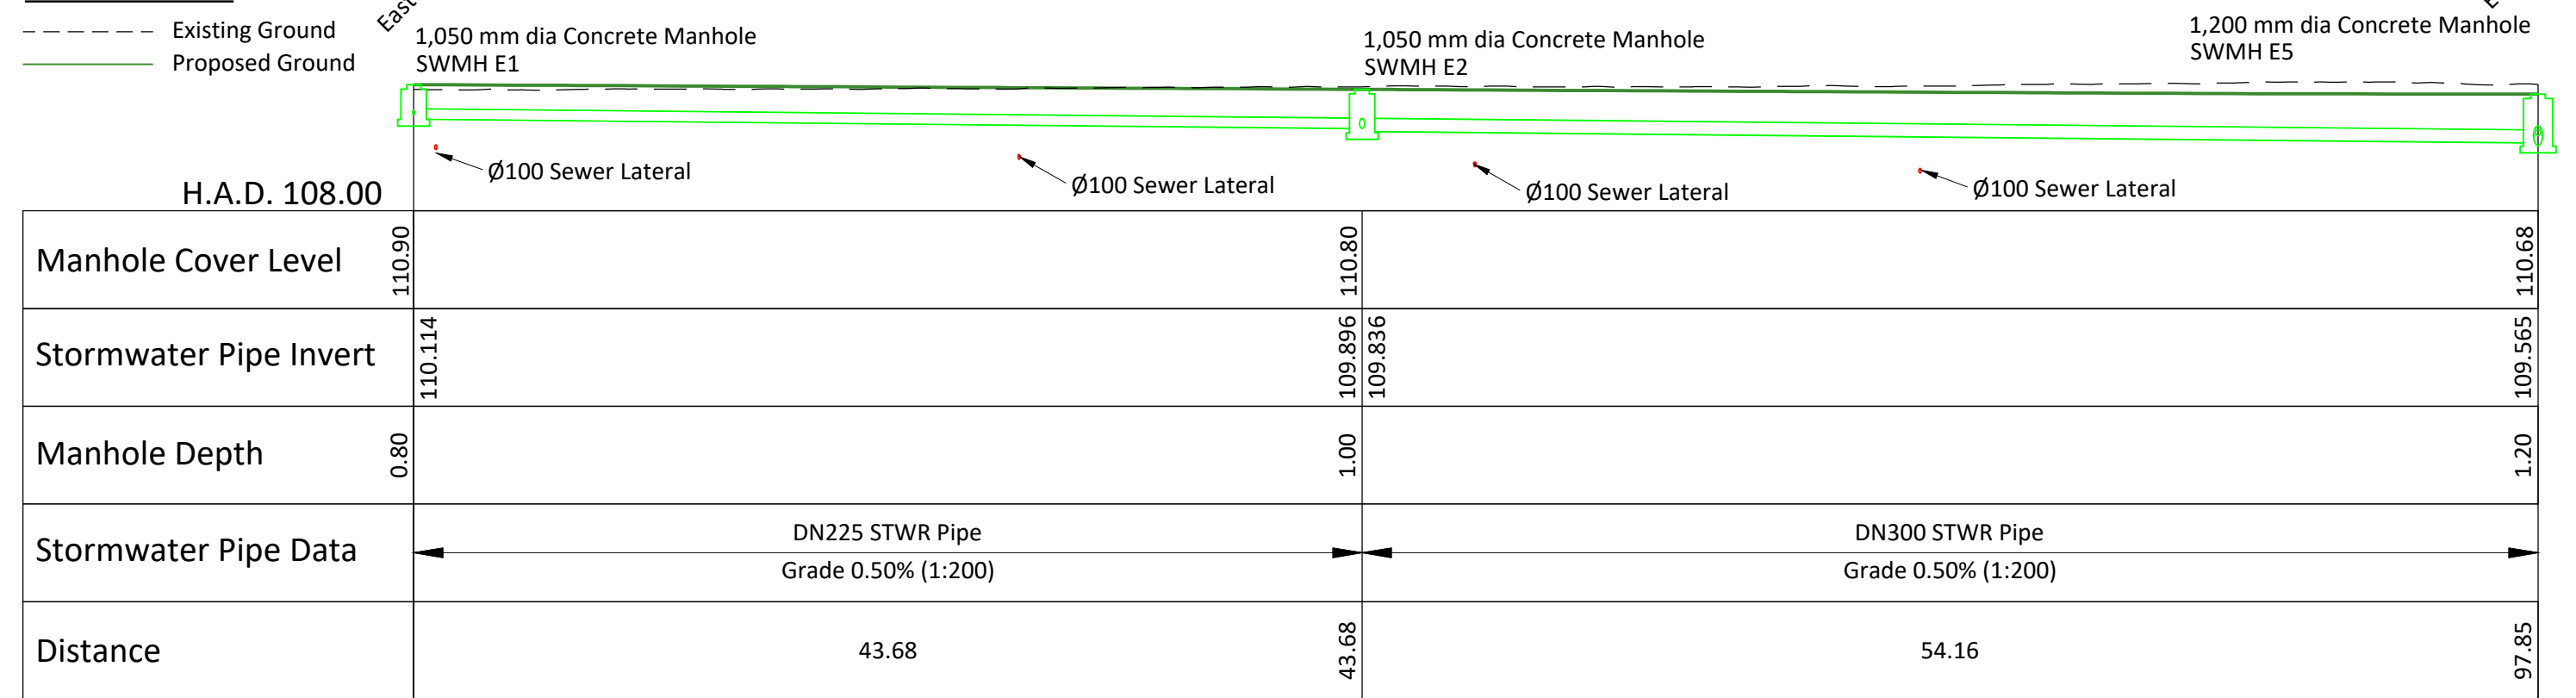 East
Existing Ground
Proposed Ground
1,050 mm dia Concrete Manhole
SWMH E1
1,050 mm dia Concrete Manhole
SWMH E2
1,200 mm dia Concrete Manhole
SWMH E5
Ø100 Sewer Lateral
Ø100 Sewer Lateral
Ø100 Sewer Lateral
Ø100 Sewer Lateral
H.A.D. 108.00
Manhole Cover Level 110.90 110.80 110.68
Stormwater Pipe Invert 110.114 109.896 109.836 109.565
Manhole Depth 0.80 1.00 1.20
Stormwater Pipe Data
DN225 STWR Pipe
Grade 0.50% (1:200)
DN300 STWR Pipe
Grade 0.50% (1:200)
Distance 43.68 43.68 54.16 97.85